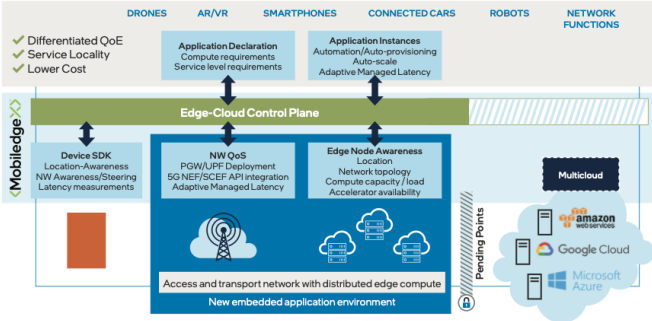 DRONES
AR/VR
SMARTPHONES
CONNECTED CARS
ROBOTS
NETWORK
FUNCTIONS
Differentiated QoE
Service Locality
Lower Cost
Application Declaration
Compute requirements
Service level requirements
Application Instances
Automation/Auto-provisioning
Auto-scale
Adaptive Managed Latency
MobiledgeX
Edge-Cloud Control Plane
Device SDK
Location-Awareness
NW Awareness/Steering
Latency measurements
NW QoS
PGW/UPF Deployment
5G NEF/SCEF API integration
Adaptive Managed Latency
Edge Node Awareness
Location
Network topology
Compute capacity / load
Accelerator availability
Multicloud
Pending Points
amazon
web services
Google Cloud
Microsoft
Azure
Access and transport network with distributed edge compute
New embedded application environment